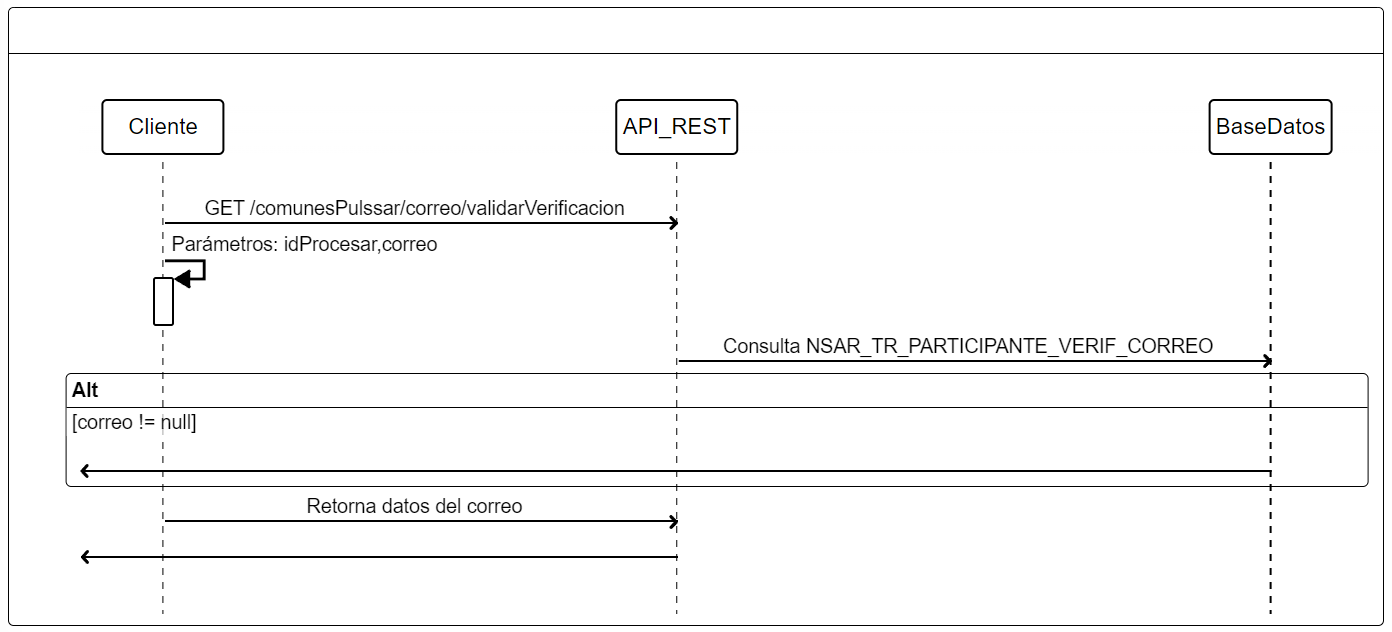 Cliente
API_REST
BaseDatos
GET /comunesPulssar/correo/validarVerificacion
Parámetros: idProcesar,correo
Consulta NSAR_TR_PARTICIPANTE_VERIF_CORREO
Alt
[correo != null]
Retorna datos del correo